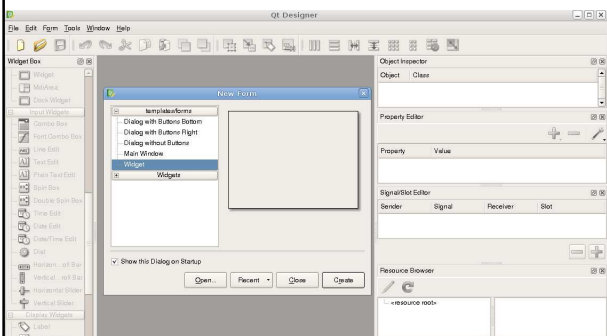 Qt Designer
File Edit Form Tools Window Help
Widget Box
Widget
MdiArea
Dock Widget
Input Widgets
Combo Box
Font Combo Box
Line Edit
Text Edit
Plain Text Edit
Spin Box
Double Spin Box
Time Edit
Date Edit
Date/Time Edit
Dial
Horizon...roll Bar
Vertical...roll Bar
Horizontal Slider
Vertical Slider
Display Widgets
Label
New Form
templates/forms
Dialog with Buttons Bottom
Dialog with Buttons Right
Dialog without Buttons
Main Window
Widget
Widgets
Show this Dialog on Startup
Open... Recent Close Create
Object Inspector
Object Class
Property Editor
Property Value
Signal/Slot Editor
Sender Signal Receiver Slot
Resource Browser
<resource root>